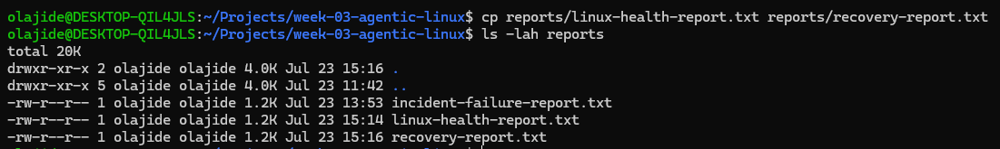 olajide@DESKTOP-QIL4JLS:~/Projects/week-03-agentic-linux$ cp reports/linux-health-report.txt reports/recovery-report.txt
olajide@DESKTOP-QIL4JLS:~/Projects/week-03-agentic-linux$ ls -lah reports
total 20K
drwxr-xr-x 2 olajide olajide 4.0K Jul 23 15:16 .
drwxr-xr-x 5 olajide olajide 4.0K Jul 23 11:42 ..
-rw-r--r-- 1 olajide olajide 1.2K Jul 23 13:53 incident-failure-report.txt
-rw-r--r-- 1 olajide olajide 1.2K Jul 23 15:14 linux-health-report.txt
-rw-r--r-- 1 olajide olajide 1.2K Jul 23 15:16 recovery-report.txt